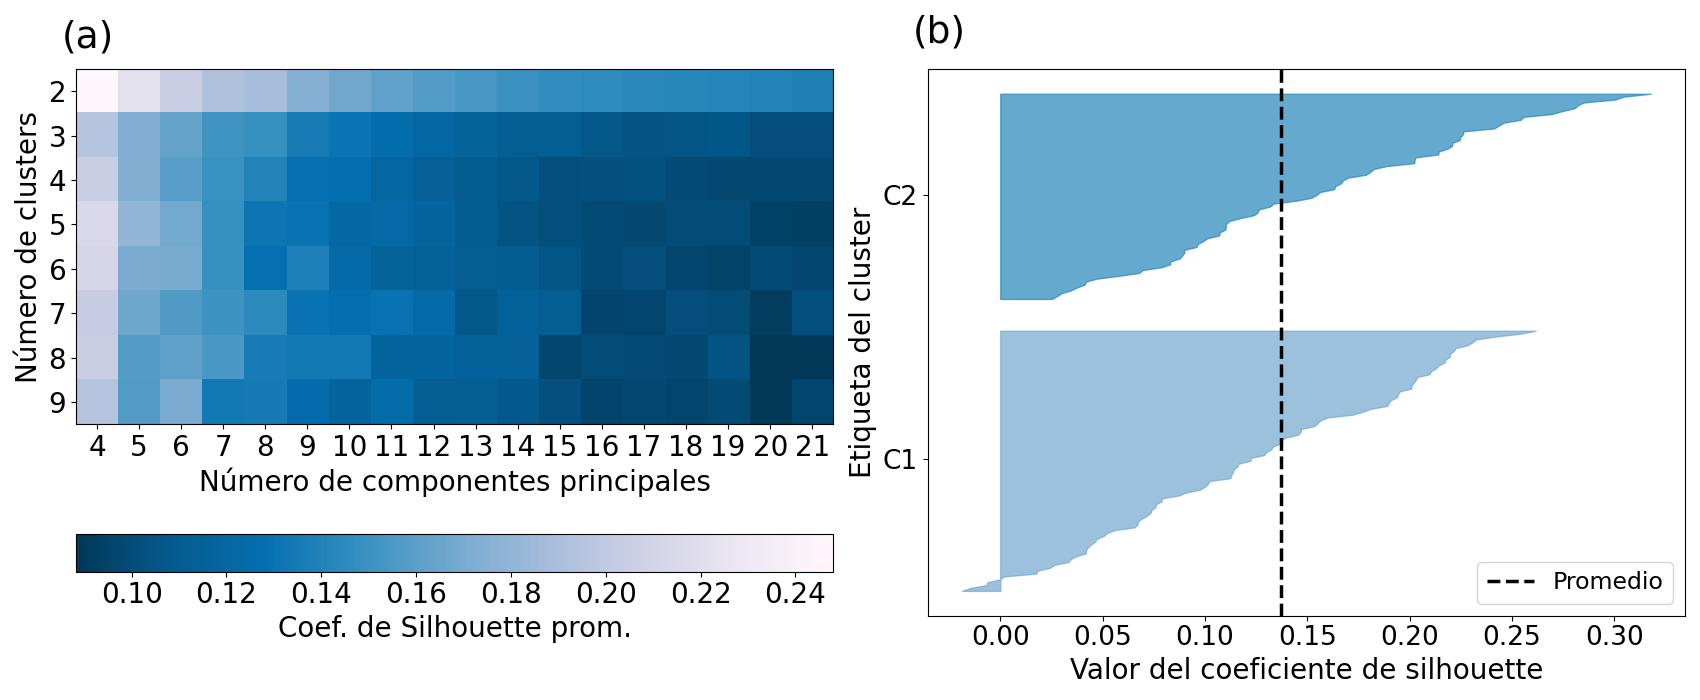 (a)
Número de clusters
2
3
4
5
6
7
8
9
4 5 6 7 8 9 10 11 12 13 14 15 16 17 18 19 20 21
Número de componentes principales
0.10 0.12 0.14 0.16 0.18 0.20 0.22 0.24
Coef. de Silhouette prom.
(b)
Etiqueta del cluster
C2
C1
Promedio
0.00 0.05 0.10 0.15 0.20 0.25 0.30
Valor del coeficiente de silhouette